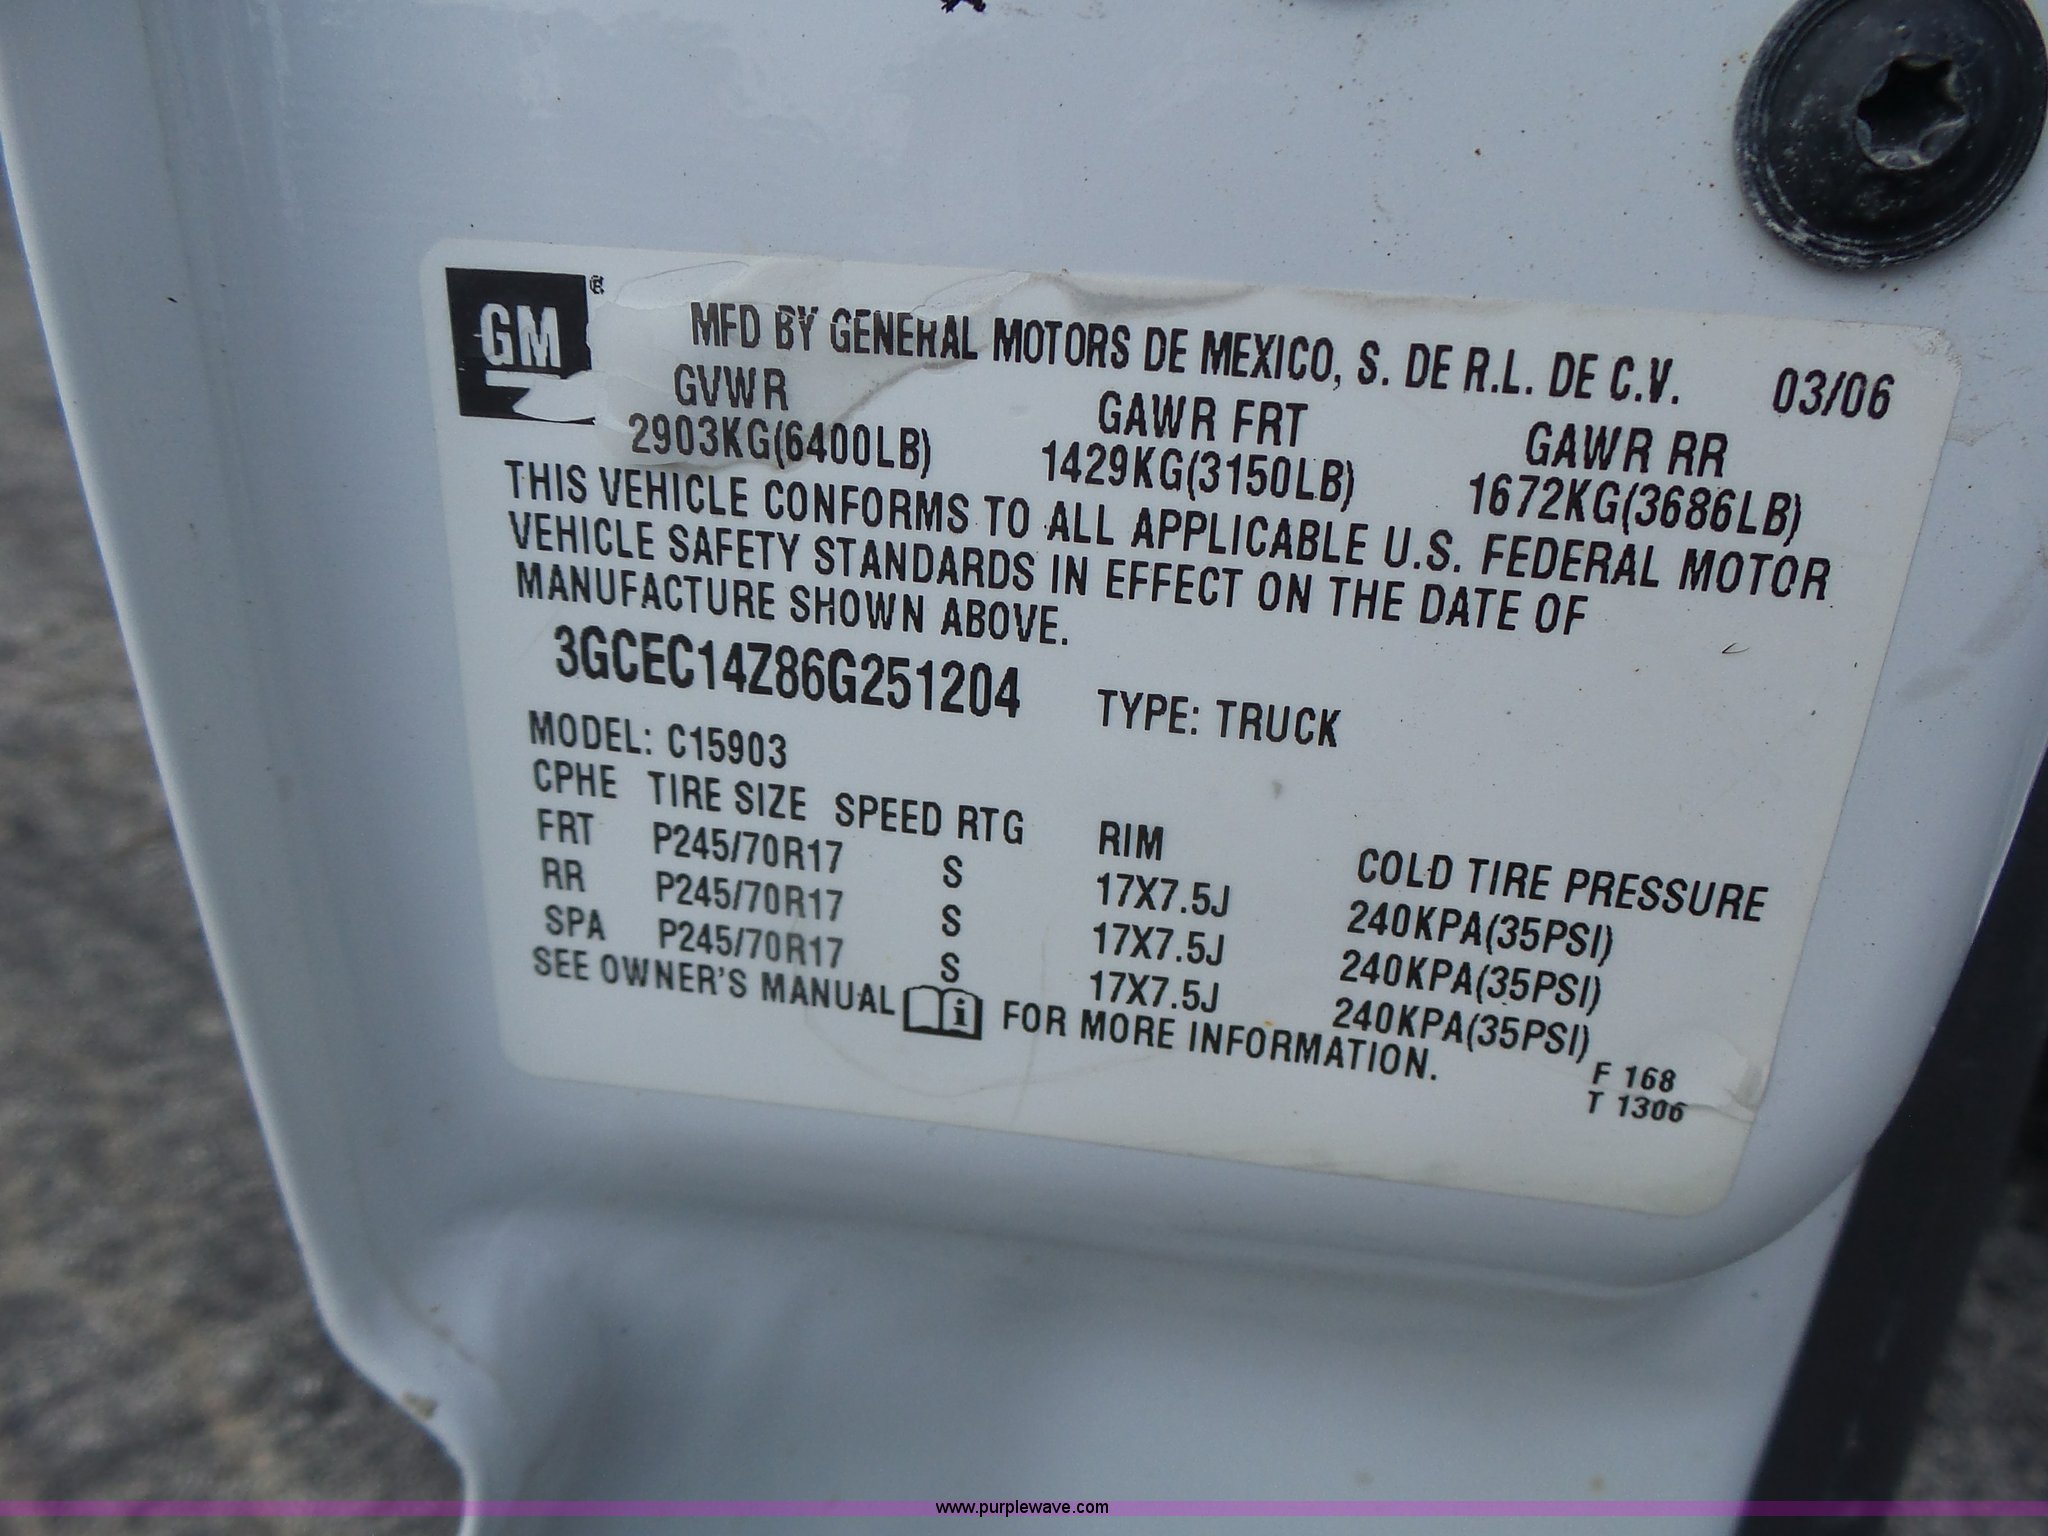 GM ®
MFD BY GENERAL MOTORS DE MEXICO, S. DE R.L. DE C.V. 03/06
GVWR GAWR FRT GAWR RR
2903KG(6400LB) 1429KG(3150LB) 1672KG(3686LB)
THIS VEHICLE CONFORMS TO ALL APPLICABLE U.S. FEDERAL MOTOR
VEHICLE SAFETY STANDARDS IN EFFECT ON THE DATE OF
MANUFACTURE SHOWN ABOVE.
3GCEC14Z86G251204 TYPE: TRUCK
MODEL: C15903
CPHE TIRE SIZE SPEED RTG RIM COLD TIRE PRESSURE
FRT P245/70R17 S 17X7.5J 240KPA(35PSI)
RR P245/70R17 S 17X7.5J 240KPA(35PSI)
SPA P245/70R17 S 17X7.5J 240KPA(35PSI)
SEE OWNER'S MANUAL i FOR MORE INFORMATION.
F 168
T 1306
www.purplewave.com